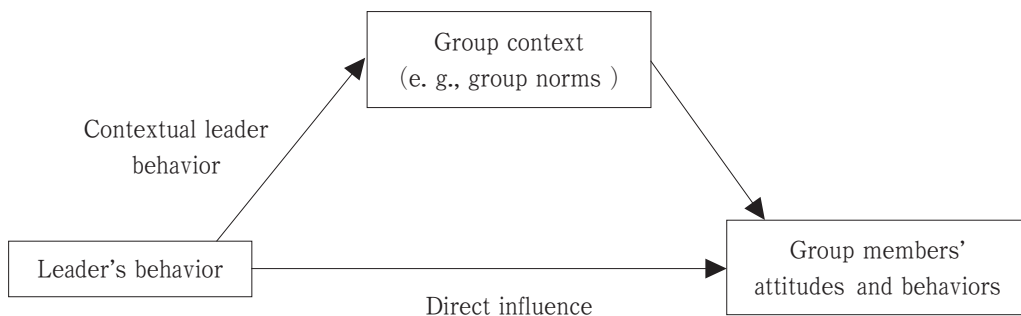 Group context
(e. g., group norms )
Contextual leader
behavior
Leader's behavior
Group members'
attitudes and behaviors
Direct influence